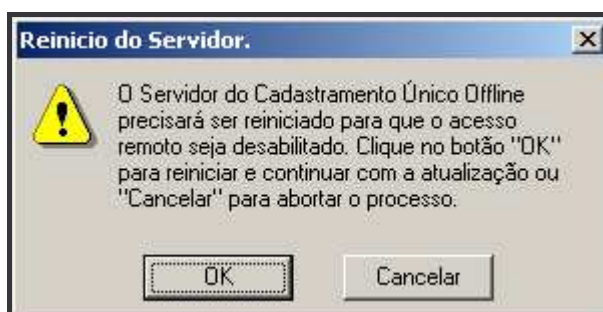 Reinicio do Servidor.
O Servidor do Cadastramento Único Offline
precisará ser reiniciado para que o acesso
remoto seja desabilitado. Clique no botão "OK"
para reiniciar e continuar com a atualização ou
"Cancelar" para abortar o processo.
OK
Cancelar